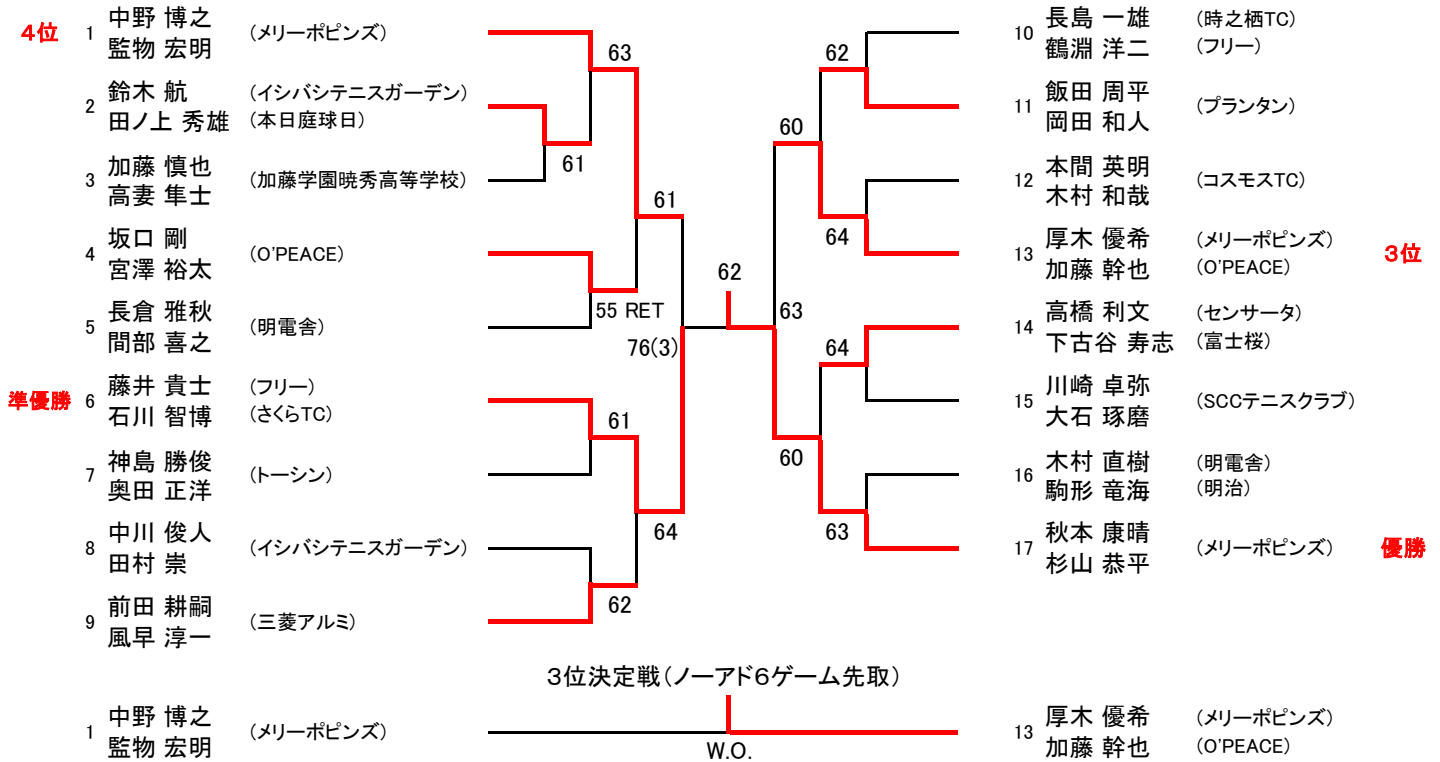 4位 1 中野 博之 (メリーポピンズ)
監物 宏明
63
2 鈴木 航 (イシバシテニスガーデン)
田ノ上 秀雄 (本日庭球日)
61
3 加藤 慎也 (加藤学園暁秀高等学校)
高妻 隼士
61
4 坂口 剛 (O'PEACE)
宮澤 裕太
55 RET
5 長倉 雅秋 (明電舎)
間部 喜之
76(3)
準優勝 6 藤井 貴士 (フリー)
石川 智博 (さくらTC)
61
7 神島 勝俊 (トーシン)
奥田 正洋
64
8 中川 俊人 (イシバシテニスガーデン)
田村 崇
62
9 前田 耕嗣 (三菱アルミ)
風早 淳一
62
10 長島 一雄 (時之栖TC)
鶴淵 洋二 (フリー)
62
11 飯田 周平 (プランタン)
岡田 和人
60
12 本間 英明 (コスモスTC)
木村 和哉
64
13 厚木 優希 (メリーポピンズ) 3位
加藤 幹也 (O'PEACE)
63
14 高橋 利文 (センサータ)
下古谷 寿志 (富士桜)
64
15 川崎 卓弥 (SCCテニスクラブ)
大石 琢磨
60
16 木村 直樹 (明電舎)
駒形 竜海 (明治)
63
17 秋本 康晴 (メリーポピンズ) 優勝
杉山 恭平
3位決定戦(ノーアド6ゲーム先取)
1 中野 博之 (メリーポピンズ)
監物 宏明
W.O.
13 厚木 優希 (メリーポピンズ)
加藤 幹也 (O'PEACE)